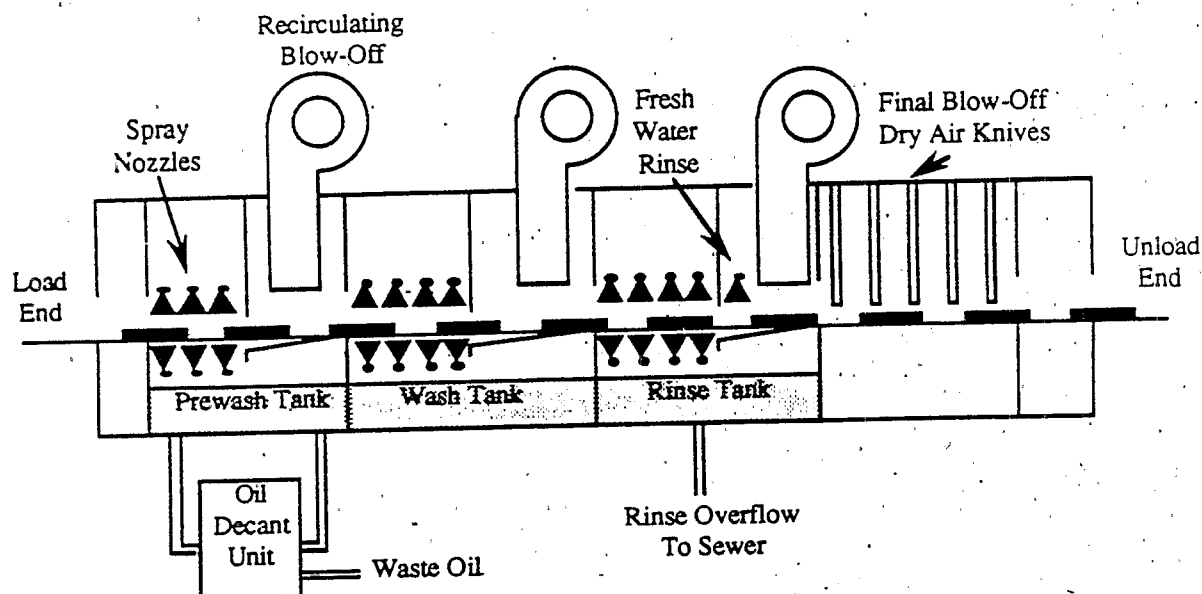 Recirculating
Blow-Off
Spray
Nozzles
Fresh
Water
Rinse
Final Blow-Off
Dry Air Knives
Load
End
Unload
End
Prewash Tank
Wash Tank
Rinse Tank
Oil
Decant
Unit
Waste Oil
Rinse Overflow
To Sewer